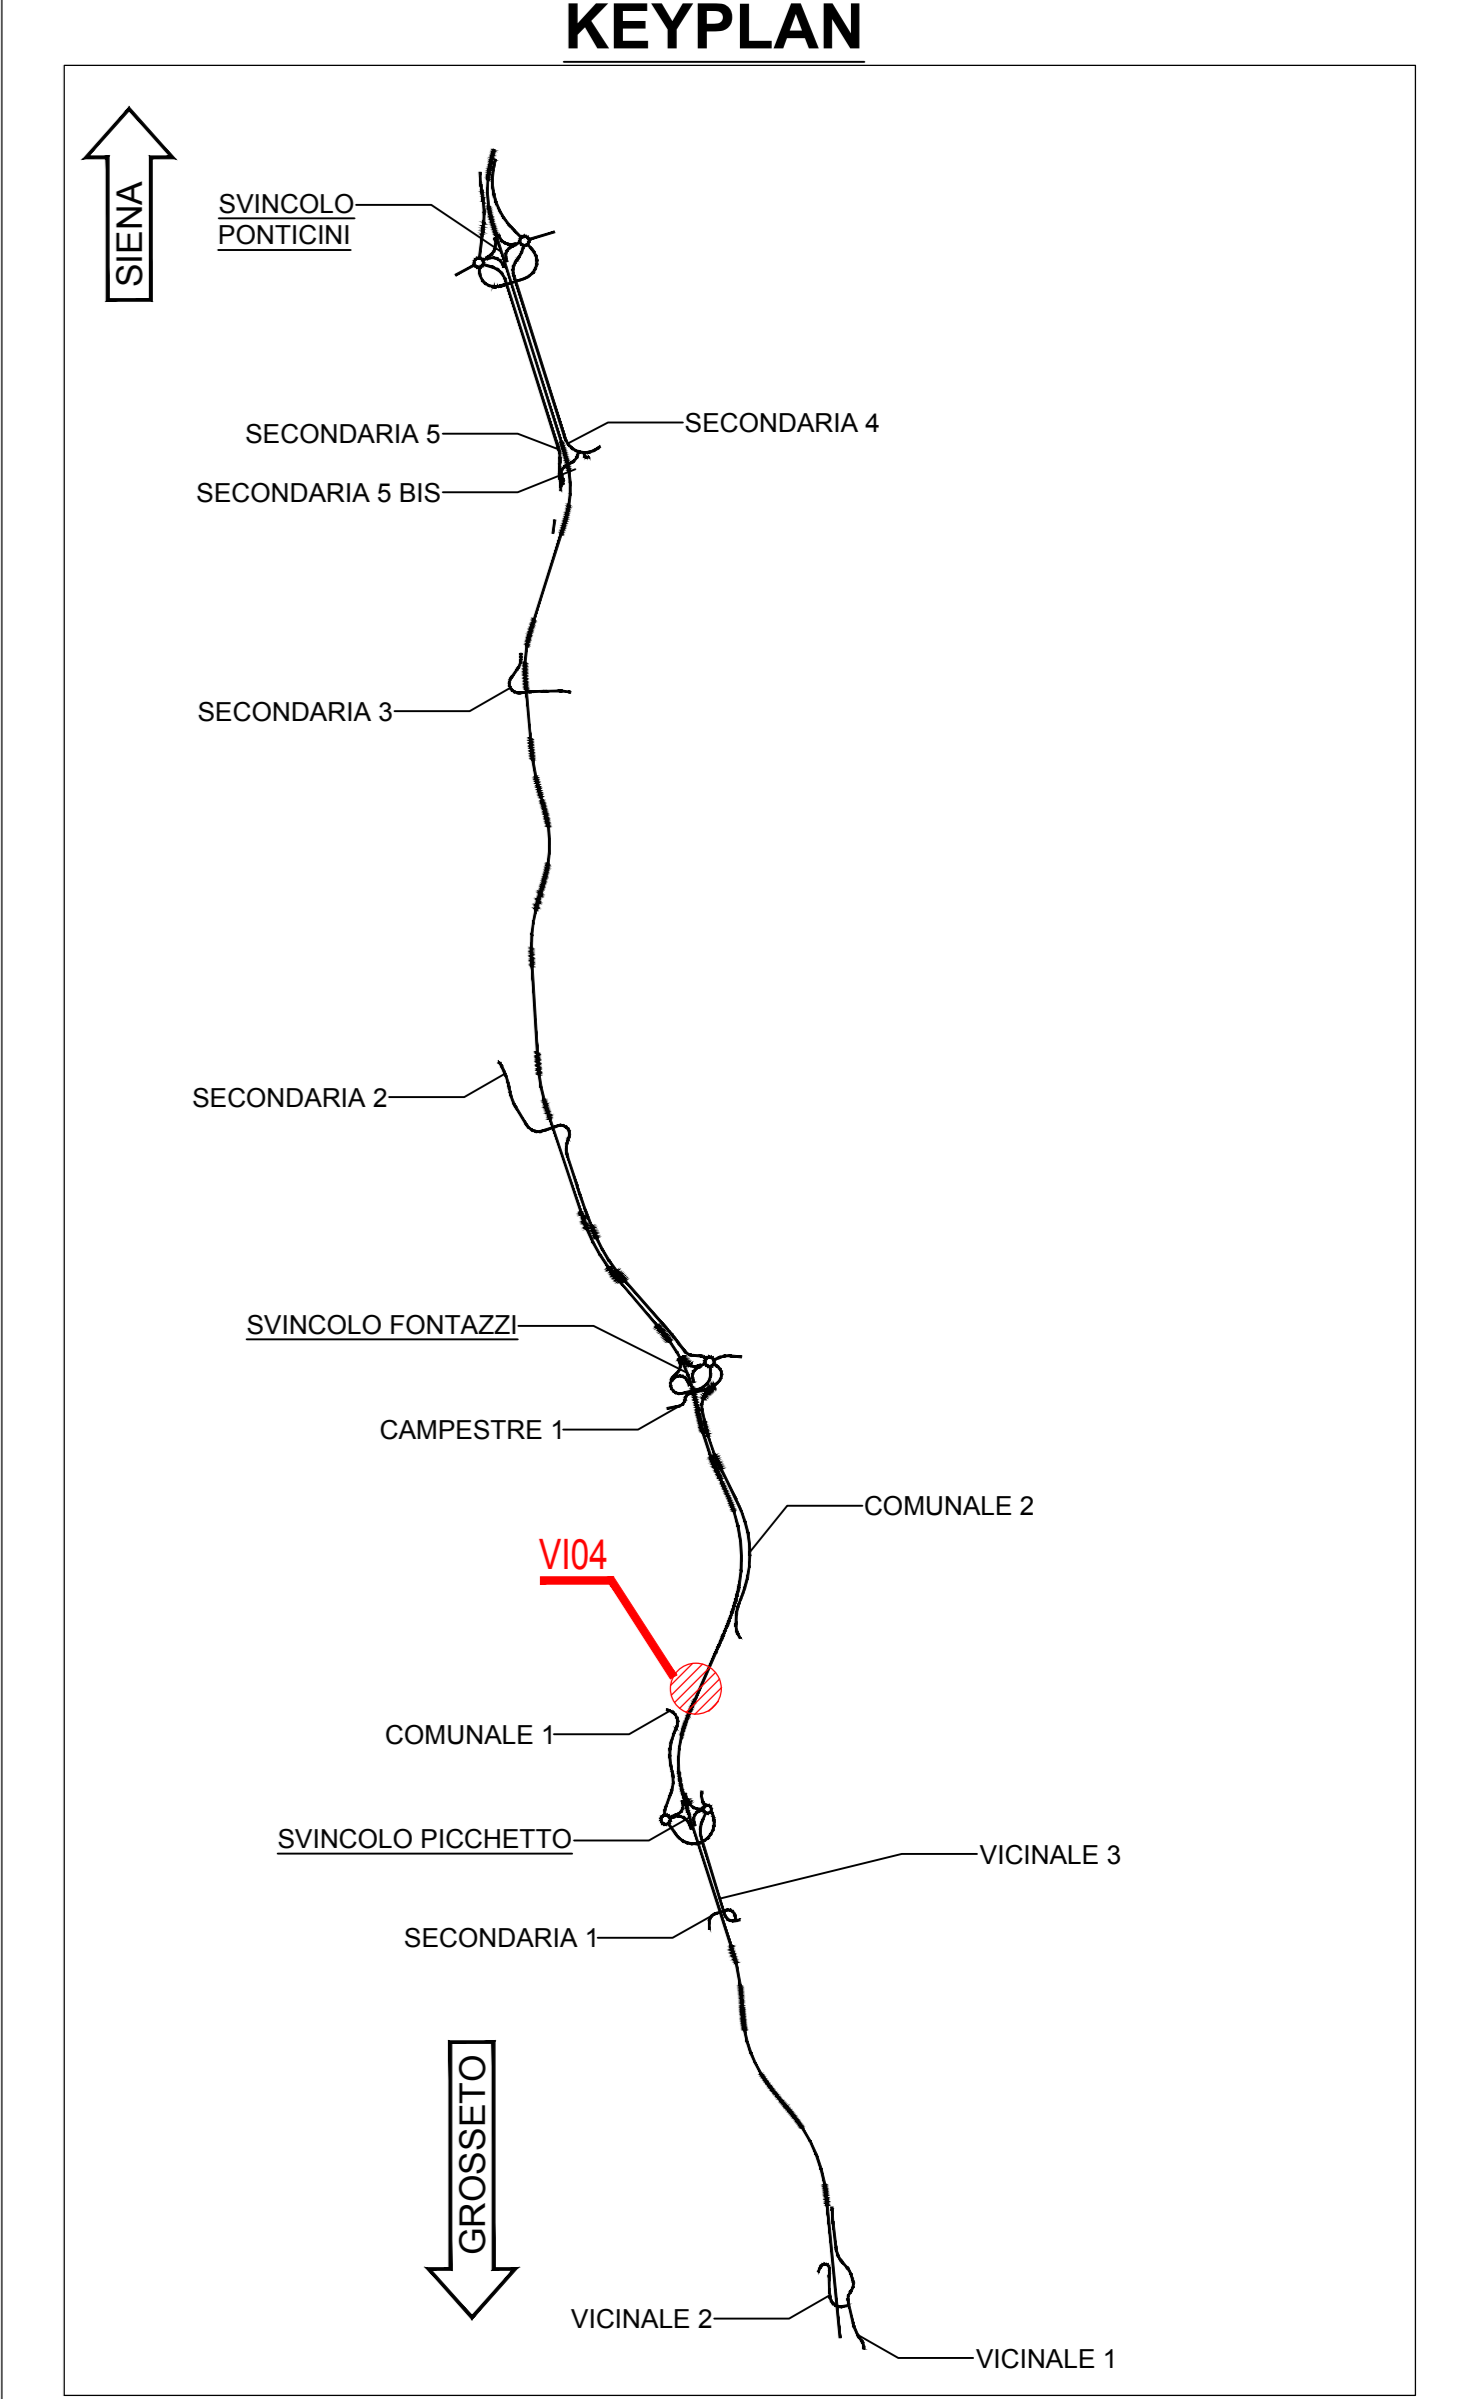 KEYPLAN
SIENA
SVINCOLO
PONTICINI
SECONDARIA 4
SECONDARIA 5
SECONDARIA 5 BIS
SECONDARIA 3
SECONDARIA 2
SVINCOLO FONTAZZI
CAMPESTRE 1
COMUNALE 2
VI04
COMUNALE 1
SVINCOLO PICCHETTO
VICINALE 3
SECONDARIA 1
GROSSETO
VICINALE 2
VICINALE 1